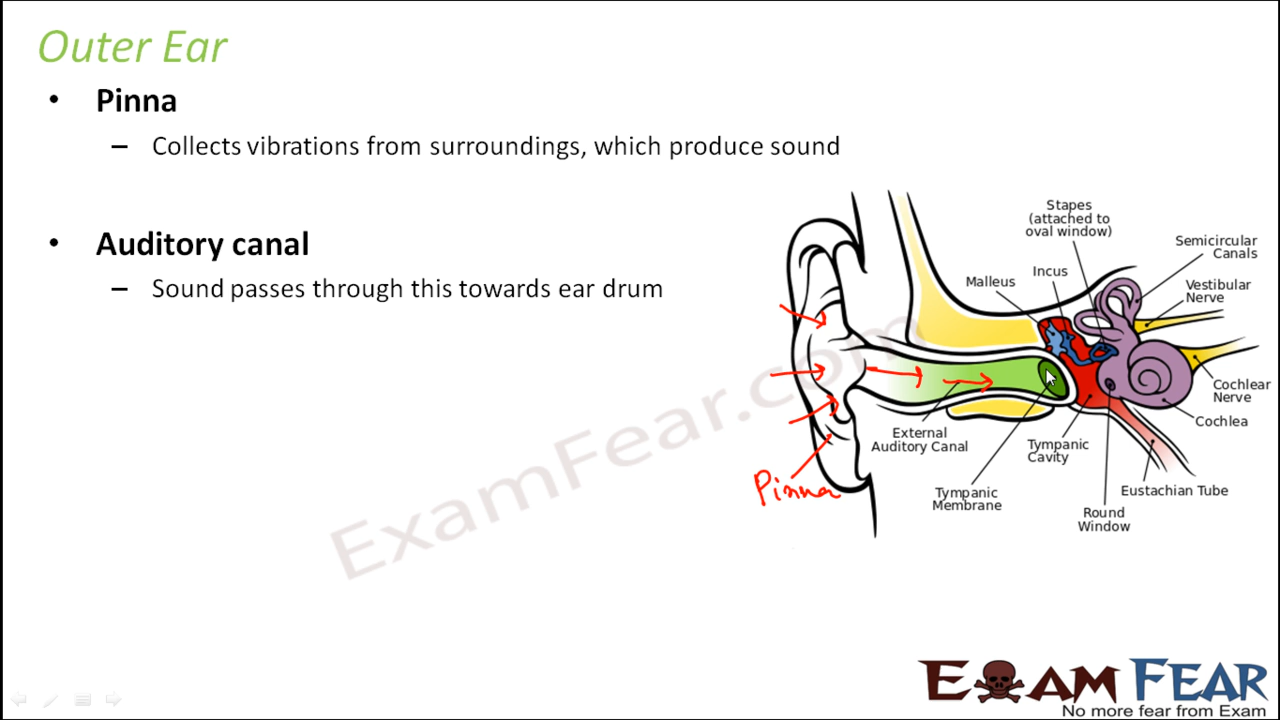 Outer Ear
• Pinna
– Collects vibrations from surroundings, which produce sound
• Auditory canal
– Sound passes through this towards ear drum
Stapes
(attached to
oval window)
Semicircular
Canals
Incus
Malleus
Vestibular
Nerve
Cochlear
Nerve
Cochlea
External
Auditory Canal
Tympanic
Cavity
Pinna
Tympanic
Membrane
Eustachian Tube
Round
Window
ExamFear.com
EXAM FEAR
No more fear from Exam